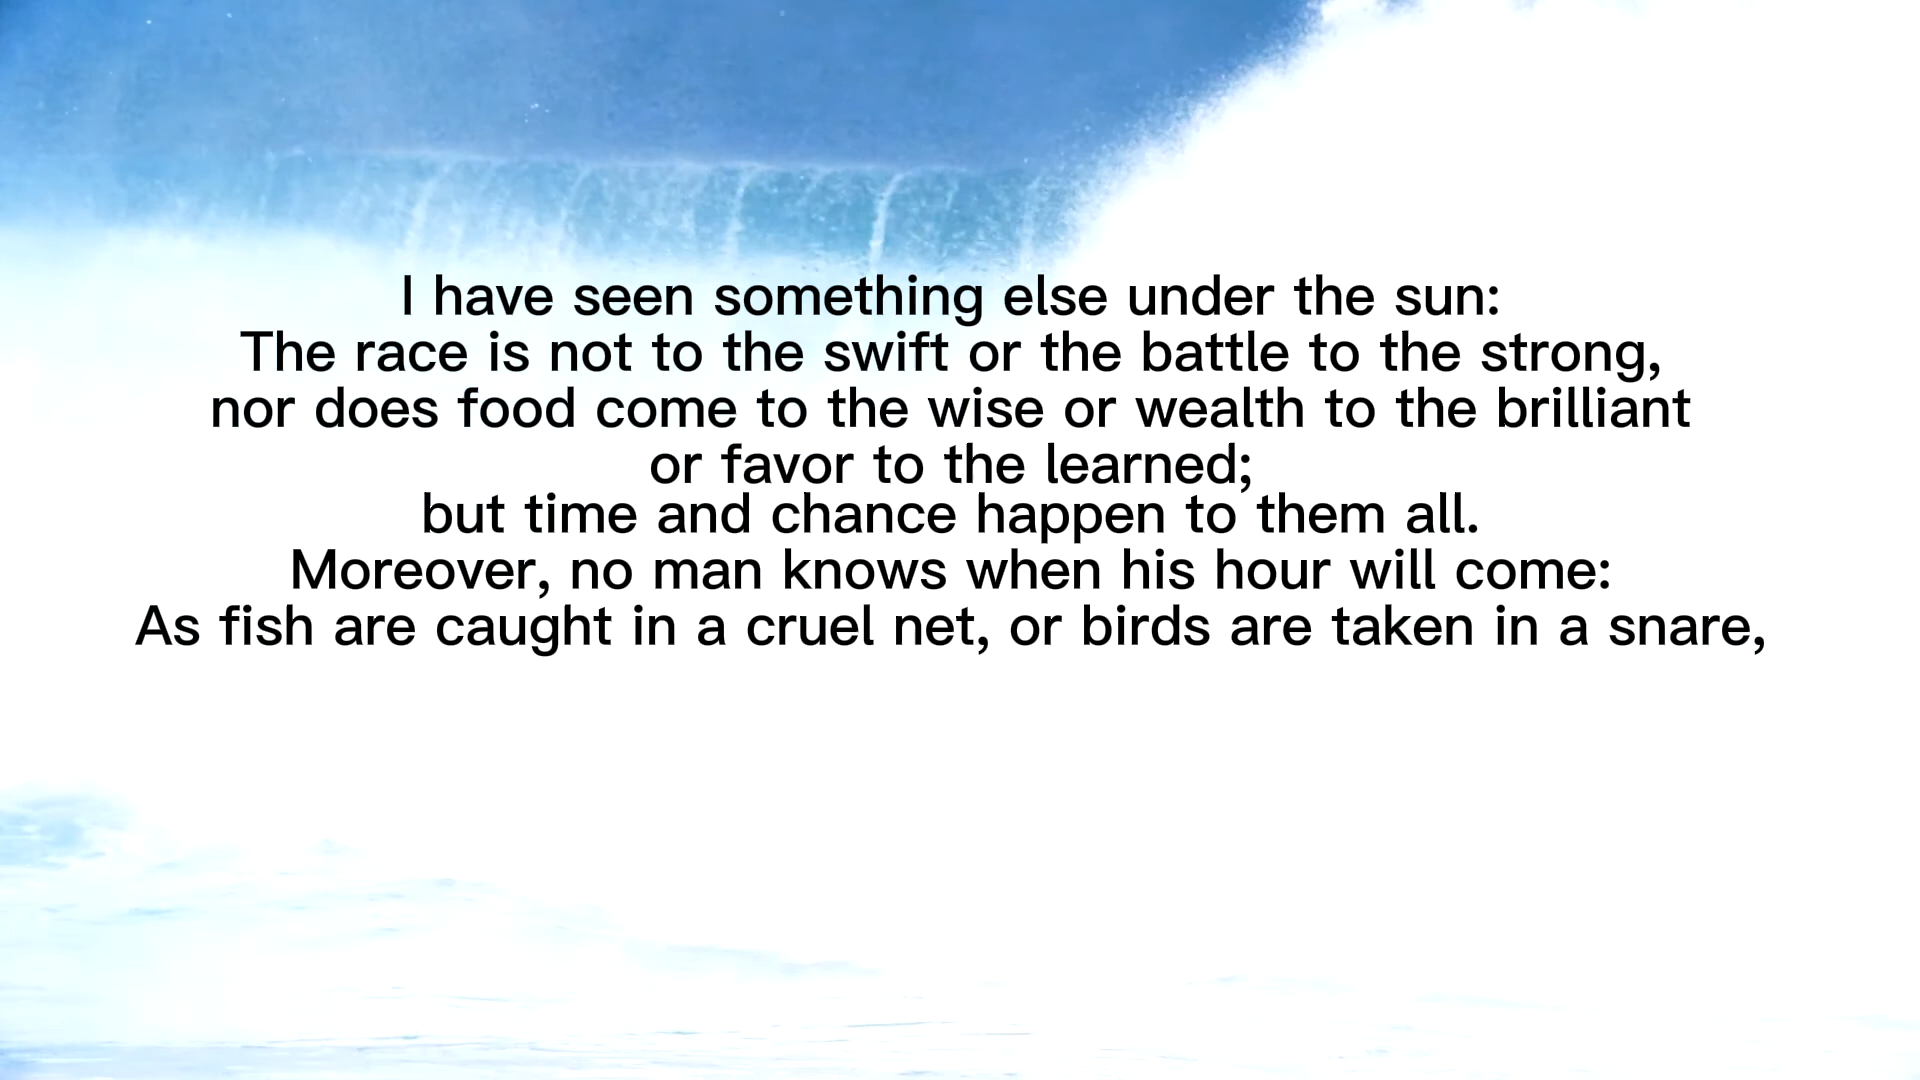 I have seen something else under the sun:
The race is not to the swift or the battle to the strong,
nor does food come to the wise or wealth to the brilliant
or favor to the learned;
but time and chance happen to them all.
Moreover, no man knows when his hour will come:
As fish are caught in a cruel net, or birds are taken in a snare,